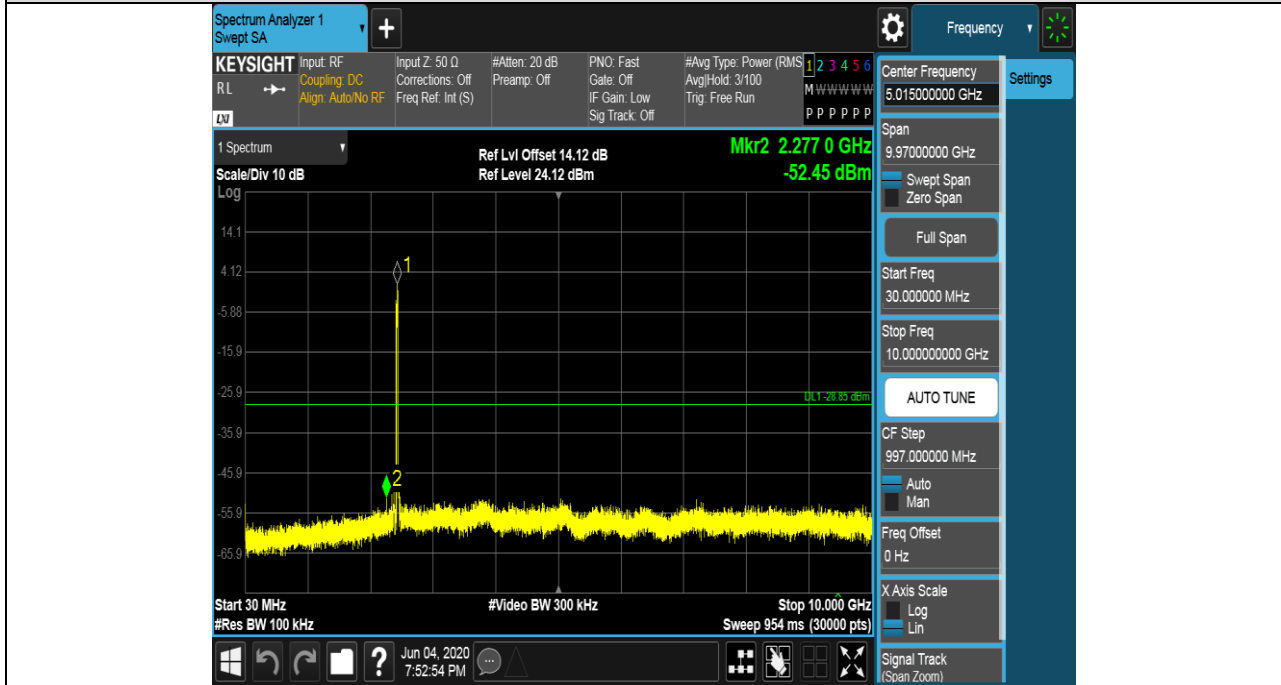 Spectrum Analyzer 1
Swept SA
+
Frequency
KEYSIGHT
RL
LXI
Input: RF
Coupling: DC
Align: Auto/No RF
Input Z: 50 Ω
Corrections: Off
Freq Ref: Int (S)
#Atten: 20 dB
Preamp: Off
PNO: Fast
Gate: Off
IF Gain: Low
Sig Track: Off
#Avg Type: Power (RMS
Avg|Hold: 3/100
Trig: Free Run
1 2 3 4 5 6
M W W W W W
P P P P P P
1 Spectrum
Scale/Div 10 dB
Ref Lvl Offset 14.12 dB
Ref Level 24.12 dBm
Mkr2 2.277 0 GHz
-52.45 dBm
Log
14.1
4.12
-5.88
-15.9
-25.9
-35.9
-45.9
-55.9
-65.9
1
2
DL1 -28.85 dBm
Start 30 MHz
#Res BW 100 kHz
#Video BW 300 kHz
Stop 10.000 GHz
Sweep 954 ms (30000 pts)
?
Jun 04, 2020
7:52:54 PM
Center Frequency
5.015000000 GHz
Settings
Span
9.97000000 GHz
Swept Span
Zero Span
Full Span
Start Freq
30.000000 MHz
Stop Freq
10.000000000 GHz
AUTO TUNE
CF Step
997.000000 MHz
Auto
Man
Freq Offset
0 Hz
X Axis Scale
Log
Lin
Signal Track
(Span Zoom)